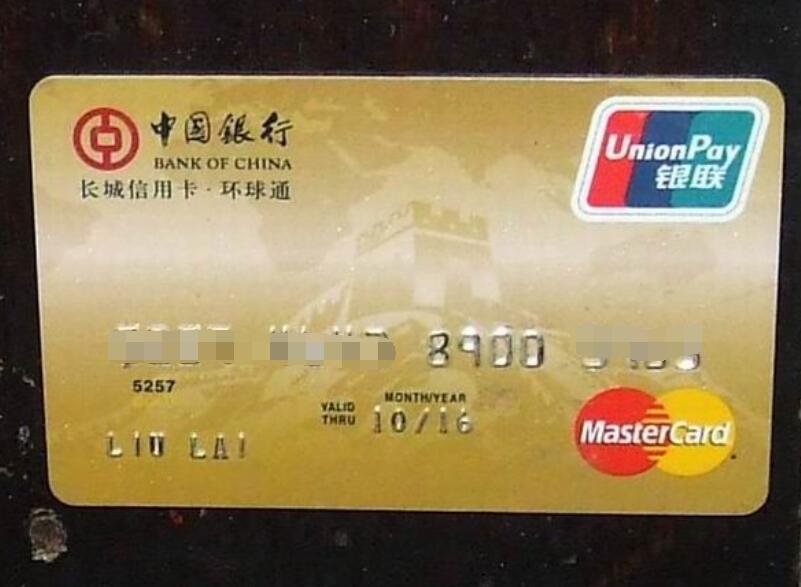 中国銀行
BANK OF CHINA
长城信用卡·环球通
UnionPay
银联
8900
5257
MONTH/YEAR
VALID
THRU
10/16
LIU LAI
MasterCard